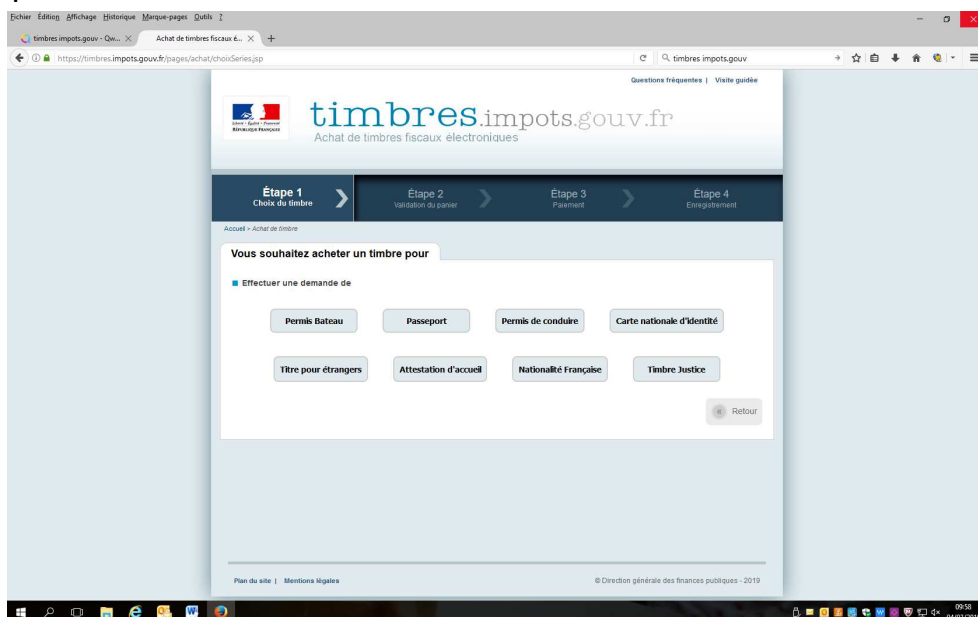 Fichier Édition Affichage Historique Marque-pages Outils ?
timbres impots.gouv - Qw... Achat de timbres fiscaux é...
https://timbres.impots.gouv.fr/pages/achat/choixSeries.jsp timbres impots.gouv
Questions fréquentes | Visite guidée
timbres.impots.gouv.fr
Liberté • Égalité • Fraternité
RÉPUBLIQUE FRANÇAISE
Achat de timbres fiscaux électroniques
Étape 1 Étape 2 Étape 3 Étape 4
Choix du timbre Validation du panier Paiement Enregistrement
Accueil > Achat de timbre
Vous souhaitez acheter un timbre pour
Effectuer une demande de
Permis Bateau Passeport Permis de conduire Carte nationale d'identité
Titre pour étrangers Attestation d'accueil Nationalité Française Timbre Justice
Retour
Plan du site | Mentions légales © Direction générale des finances publiques - 2019
09:58